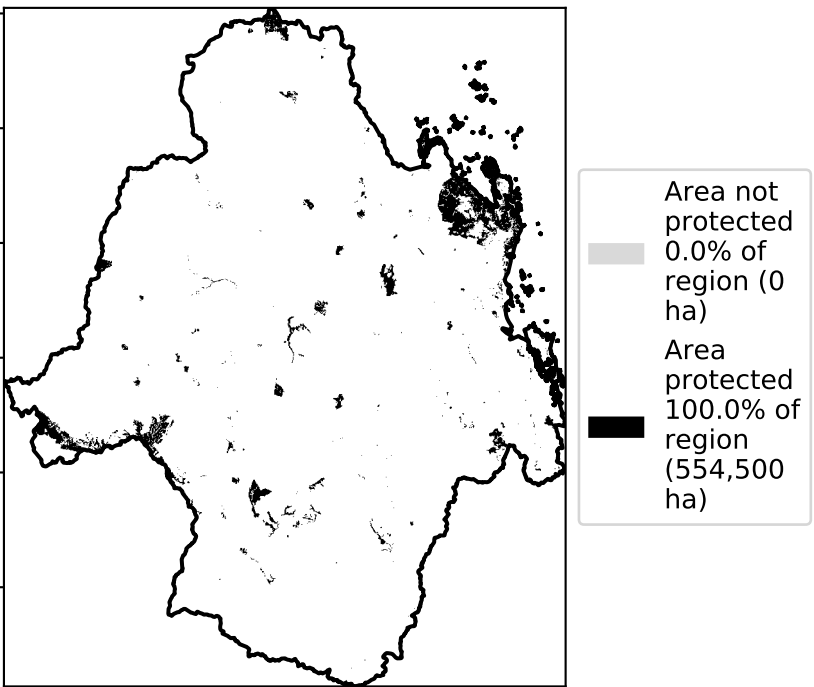 Area not
protected
0.0% of
region (0
ha)
Area
protected
100.0% of
region
(554,500
ha)